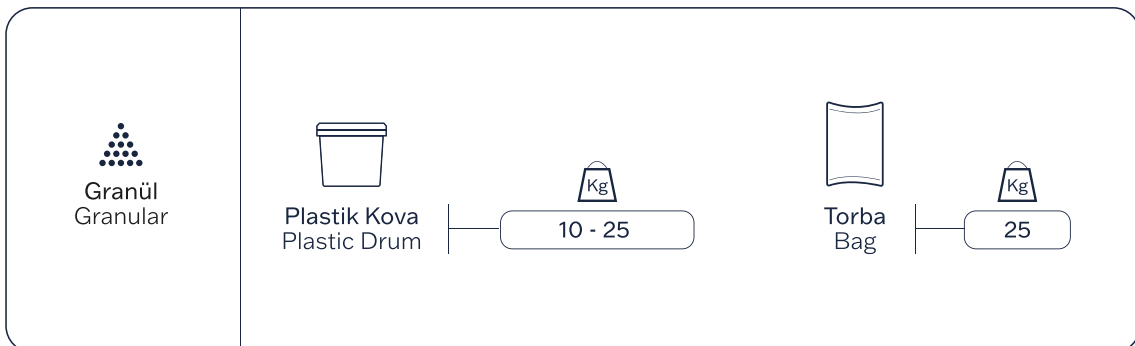 Granül
Granular
Plastik Kova
Plastic Drum
Kg
10 - 25
Torba
Bag
Kg
25